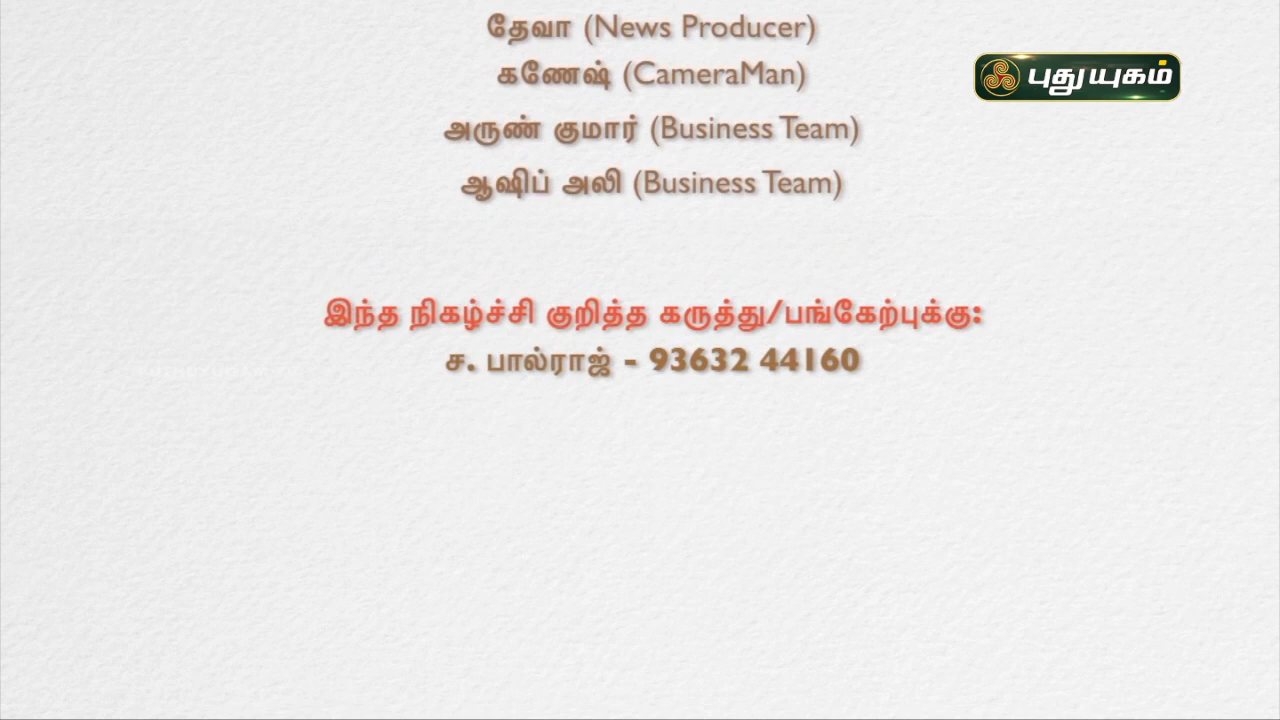 தேவா (News Producer)
கணேஷ் (CameraMan)
புதுயுகம்
அருண் குமார் (Business Team)
ஆஷிப் அலி (Business Team)
இந்த நிகழ்ச்சி குறித்த கருத்து/பங்கேற்புக்கு:
ச. பால்ராஜ் - 93632 44160